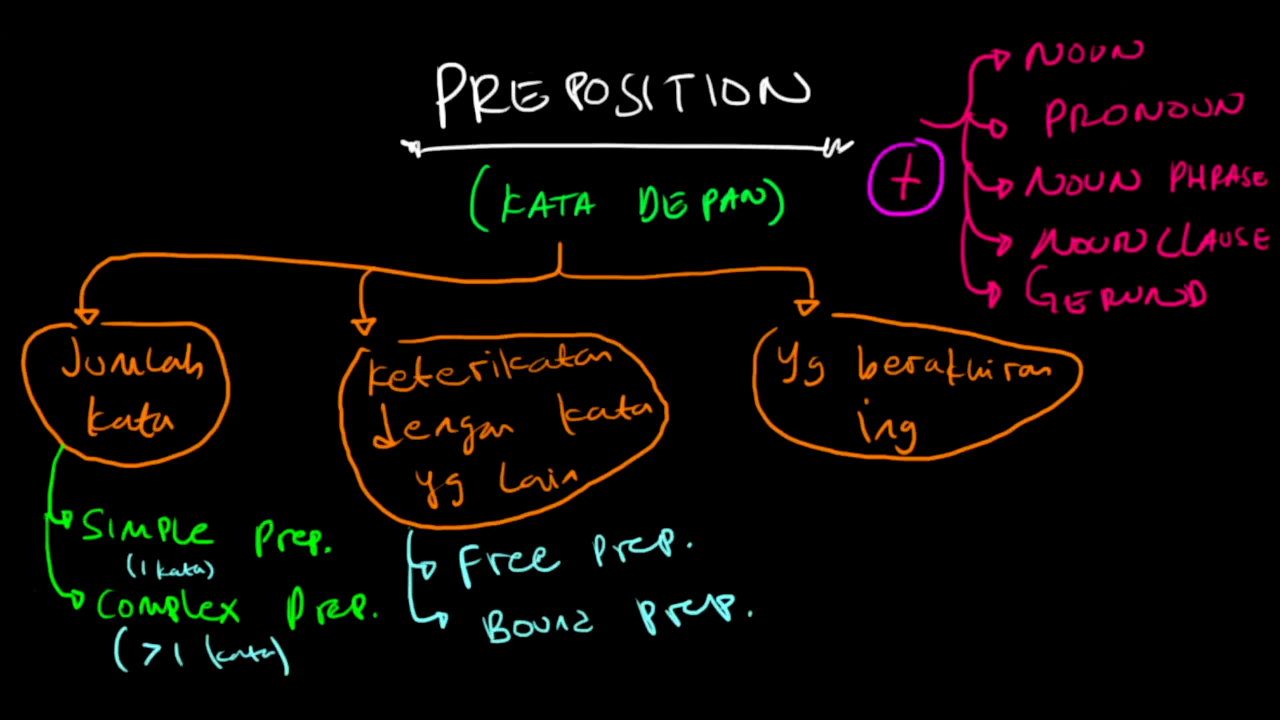 PREPOSITION
(KATA DEPAN)
+
NOUN
PRONOUN
NOUN PHRASE
NOUN CLAUSE
GERUND
Jumlah
kata
keterikatan
dengan kata
yg lain
Yg berakhiran
ing
SIMPLE Prep.
(1 kata)
COMPLEX Prep.
(>1 kata)
FREE Prep.
BOUND Prep.